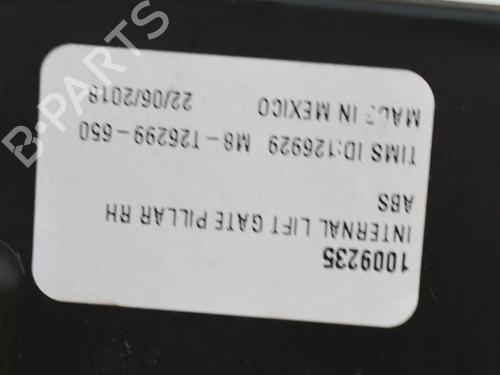 1009235
INTERNAL LIFT GATE PILLAR RH
ABS
TIMS ID:126929 M8-T26299-650
MADE IN MEXICO 22/06/2018
B-PARTS